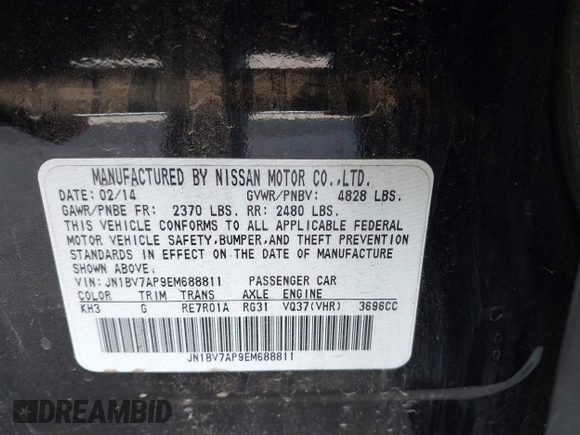 MANUFACTURED BY NISSAN MOTOR CO.,LTD.
DATE: 02/14 GVWR/PNBV: 4828 LBS.
GAWR/PNBE FR: 2370 LBS. RR: 2480 LBS.
THIS VEHICLE CONFORMS TO ALL APPLICABLE FEDERAL
MOTOR VEHICLE SAFETY,BUMPER,AND THEFT PREVENTION
STANDARDS IN EFFECT ON THE DATE OF MANUFACTURE
SHOWN ABOVE.
VIN: JN1BV7AP9EM688811 PASSENGER CAR
COLOR TRIM TRANS AXLE ENGINE
KH3 G RE7R01A RG31 VQ37(VHR) 3696CC
JN1BV7AP9EM688811
DREAMBID